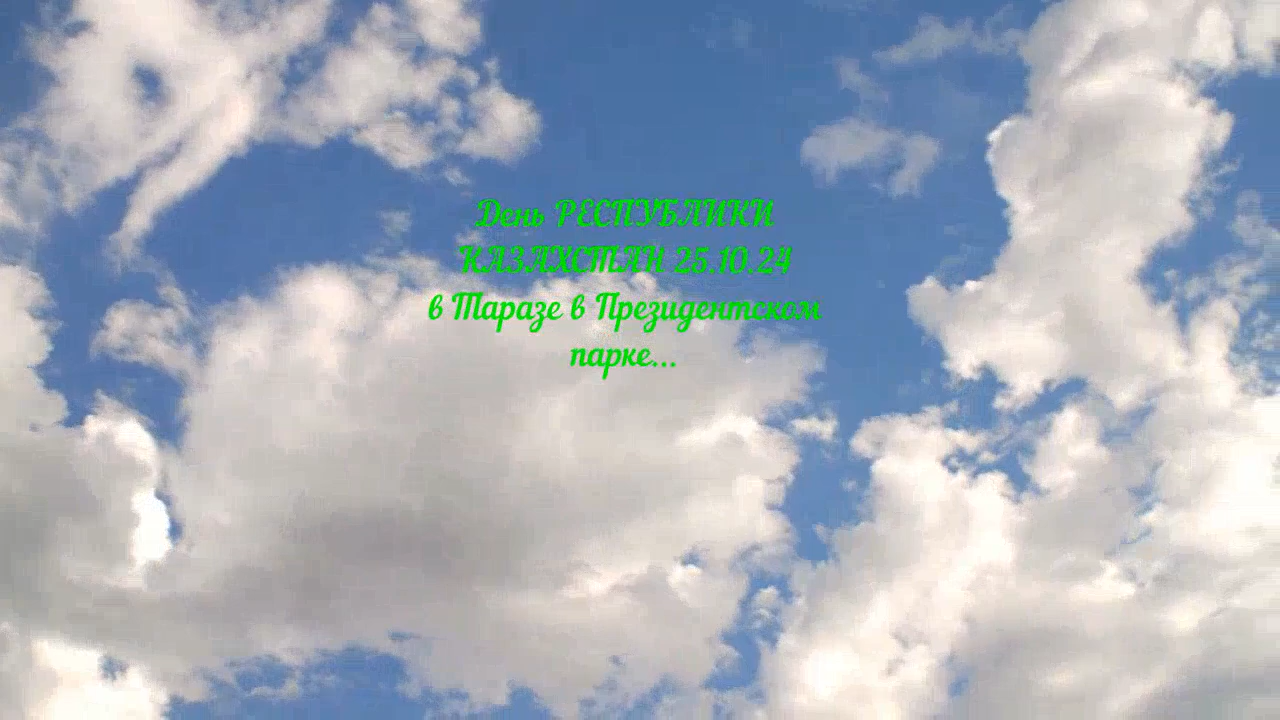 День РЕСПУБЛИКИ
КАЗАХСТАН 25.10.24
в Таразе в Президентском
парке...